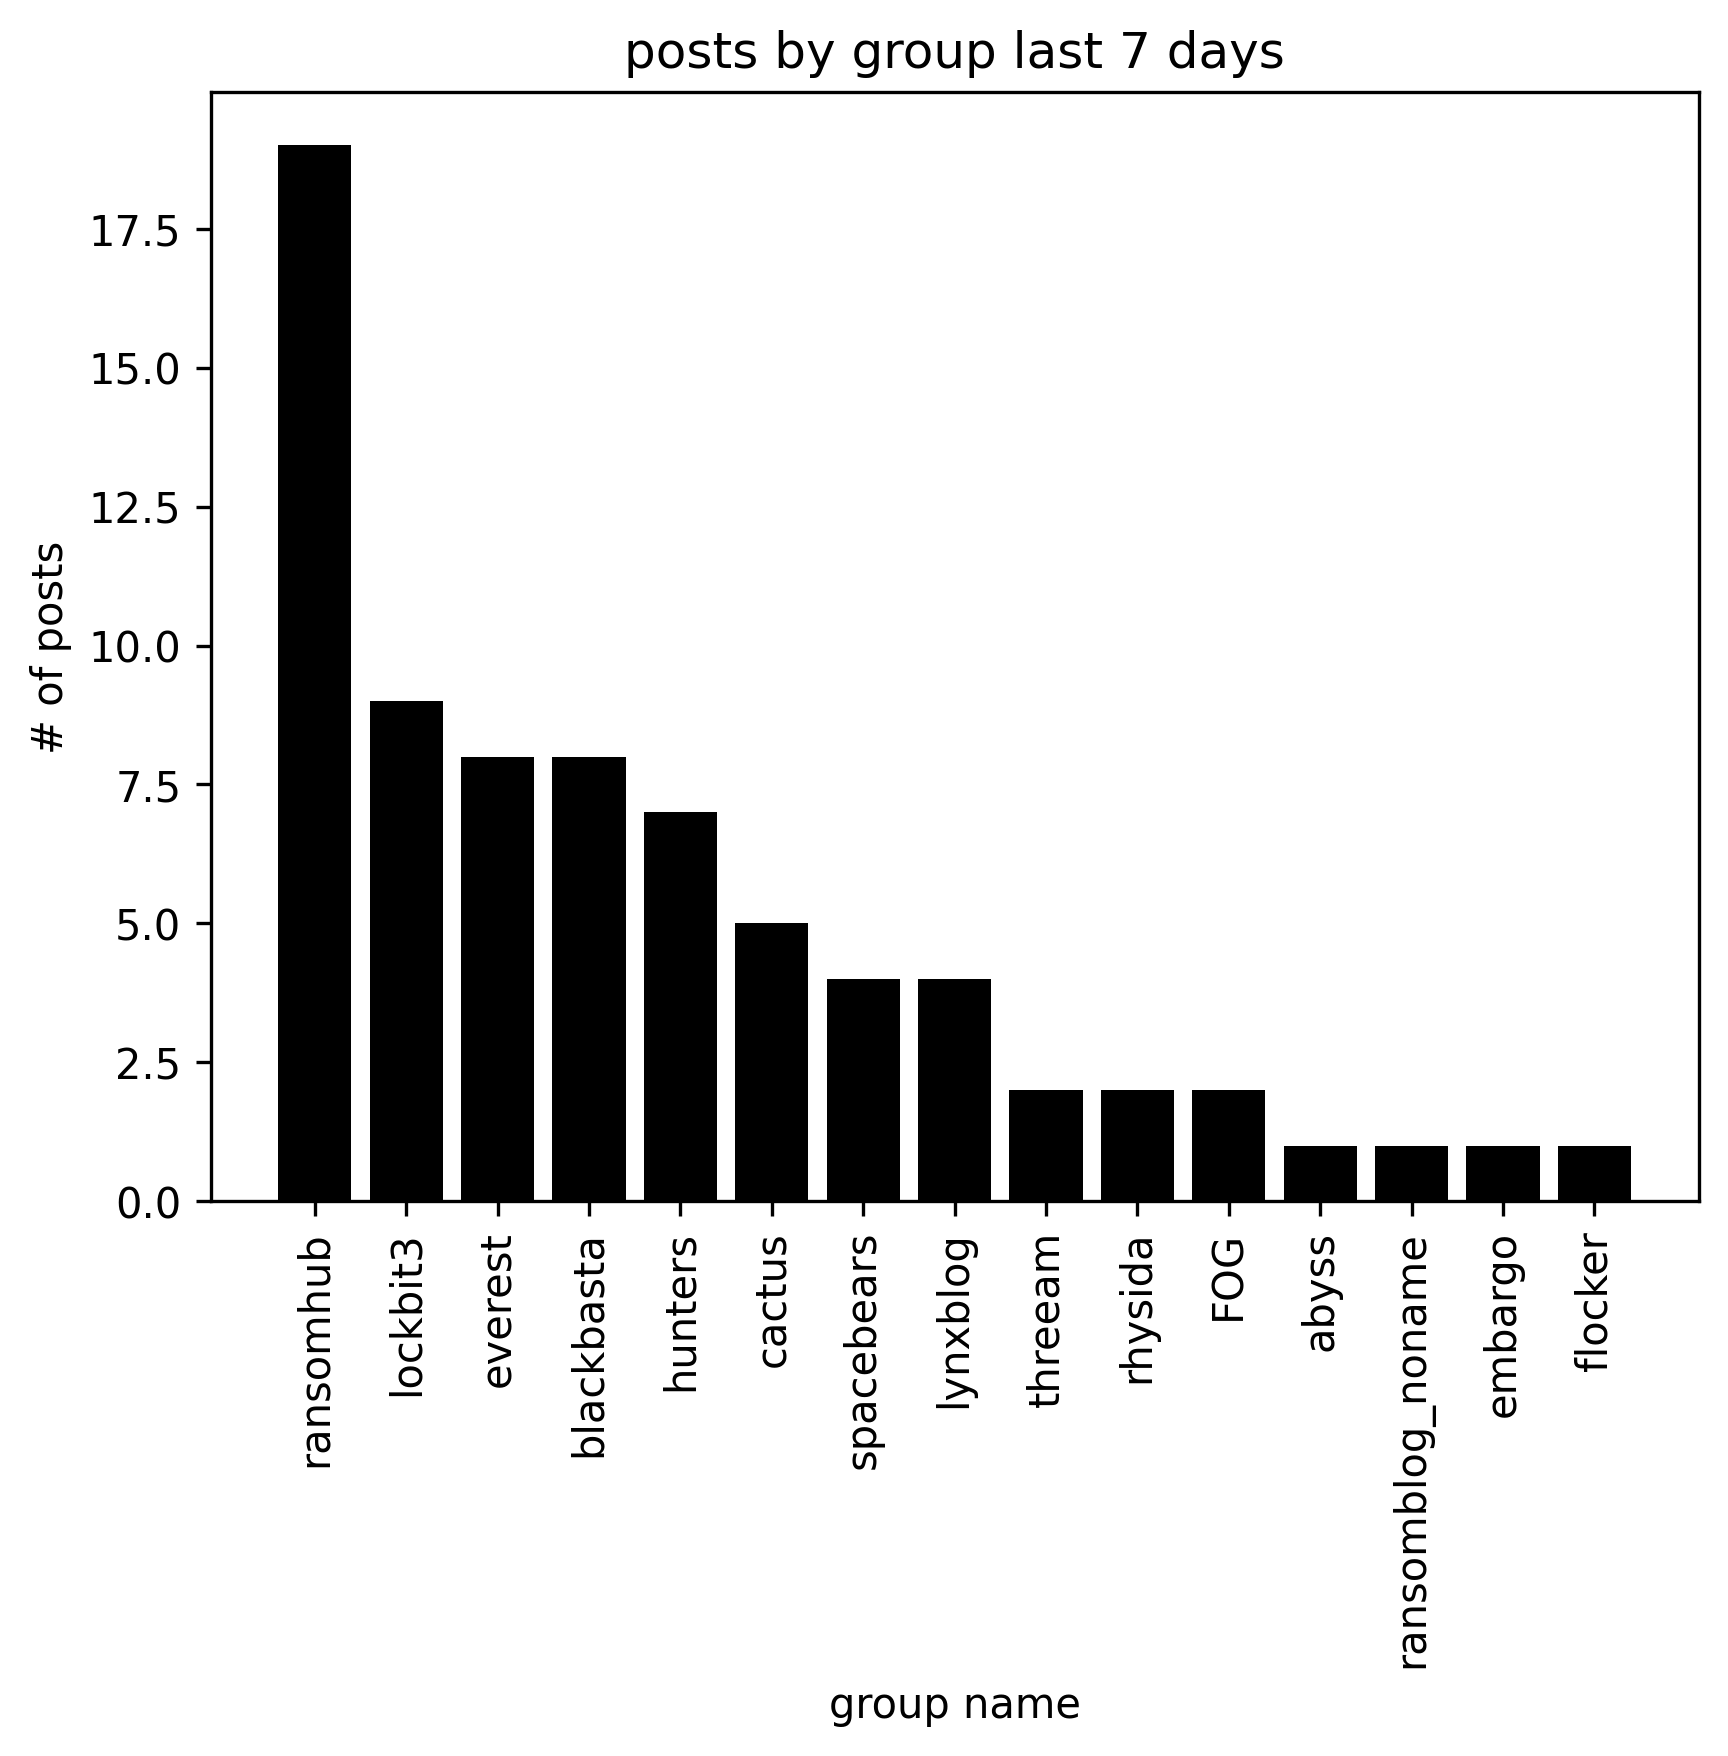 posts by group last 7 days
# of posts
17.5
15.0
12.5
10.0
7.5
5.0
2.5
0.0
ransomhub
lockbit3
everest
blackbasta
hunters
cactus
spacebears
lynxblog
threeam
rhysida
FOG
abyss
ransomblog_noname
embargo
flocker
group name